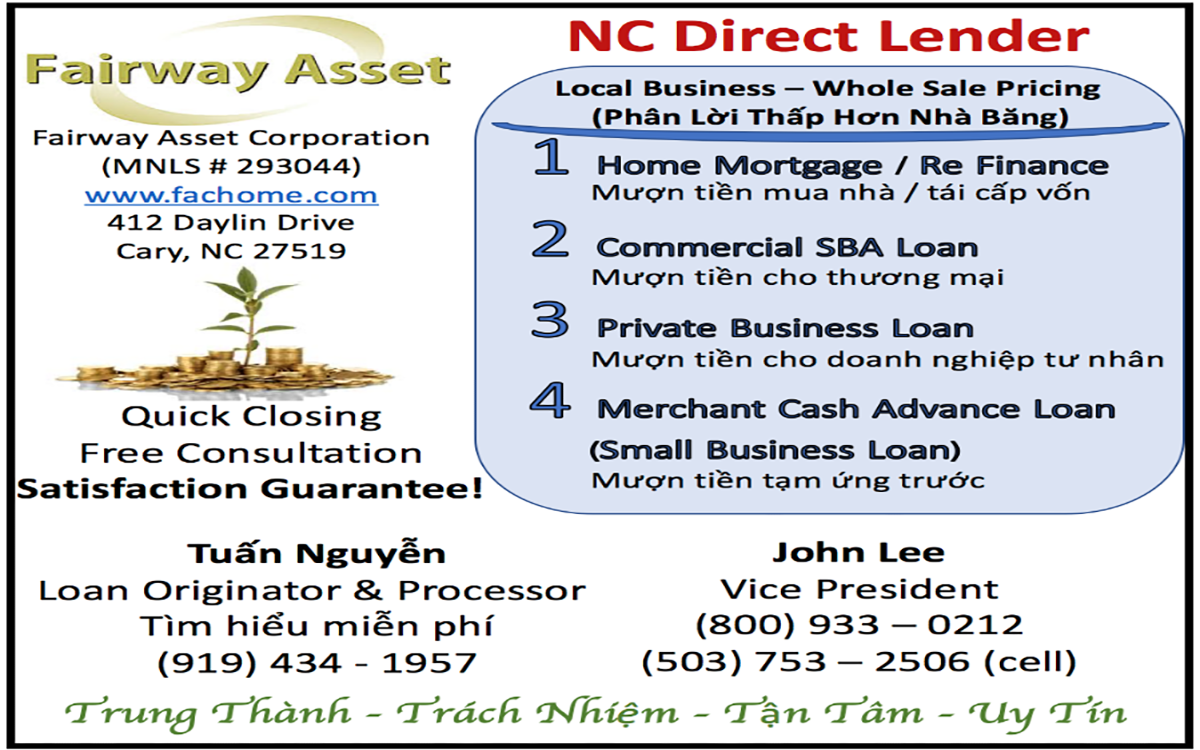 Fairway Asset
Fairway Asset Corporation
(MNLS # 293044)
www.fachome.com
412 Daylin Drive
Cary, NC 27519
Quick Closing
Free Consultation
Satisfaction Guarantee!
NC Direct Lender
Local Business – Whole Sale Pricing
(Phân Lời Thấp Hơn Nhà Băng)
1 Home Mortgage / Re Finance
Mượn tiền mua nhà / tái cấp vốn
2 Commercial SBA Loan
Mượn tiền cho thương mại
3 Private Business Loan
Mượn tiền cho doanh nghiệp tư nhân
4 Merchant Cash Advance Loan
(Small Business Loan)
Mượn tiền tạm ứng trước
Tuấn Nguyễn
Loan Originator & Processor
Tìm hiểu miễn phí
(919) 434 - 1957
John Lee
Vice President
(800) 933 – 0212
(503) 753 – 2506 (cell)
Trung Thành - Trách Nhiệm - Tận Tâm - Uy Tín